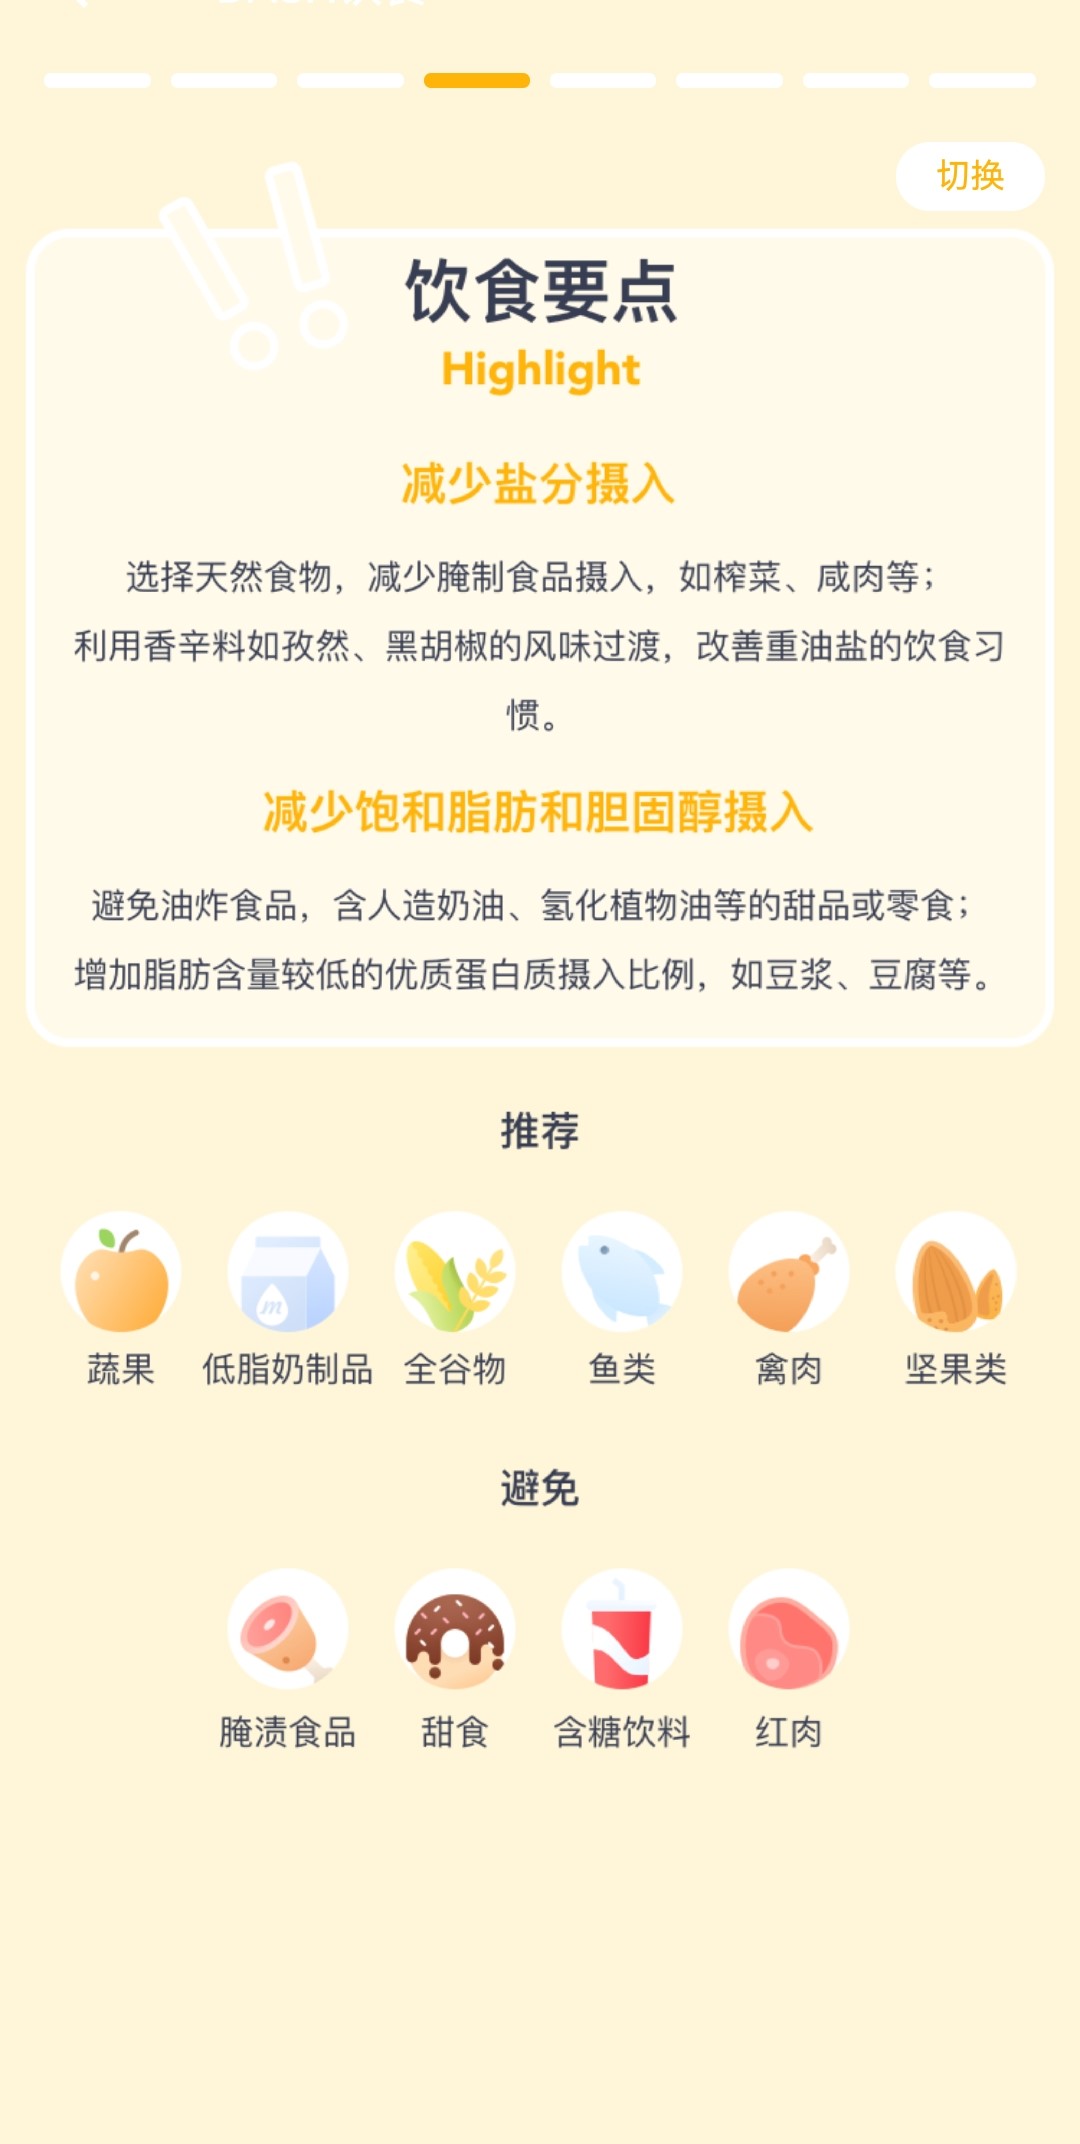 切换
饮食要点
Highlight
减少盐分摄入
选择天然食物，减少腌制食品摄入，如榨菜、咸肉等；
利用香辛料如孜然、黑胡椒的风味过渡，改善重油盐的饮食习
惯。
减少饱和脂肪和胆固醇摄入
避免油炸食品，含人造奶油、氢化植物油等的甜品或零食；
增加脂肪含量较低的优质蛋白质摄入比例，如豆浆、豆腐等。
推荐
蔬果 低脂奶制品 全谷物 鱼类 禽肉 坚果类
避免
腌渍食品 甜食 含糖饮料 红肉